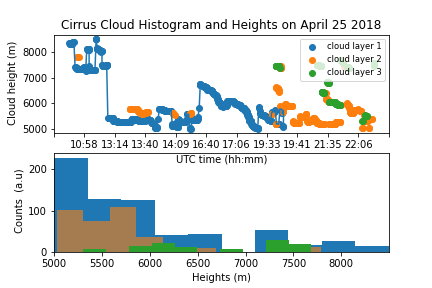 Cirrus Cloud Histogram and Heights on April 25 2018
Cloud height (m)
8000
7000
6000
5000
cloud layer 1
cloud layer 2
cloud layer 3
10:58 13:14 13:40 14:09 16:40 17:06 19:33 19:41 21:35 22:06
UTC time (hh:mm)
Counts (a.u)
200
100
0
5000 5500 6000 6500 7000 7500 8000
Heights (m)